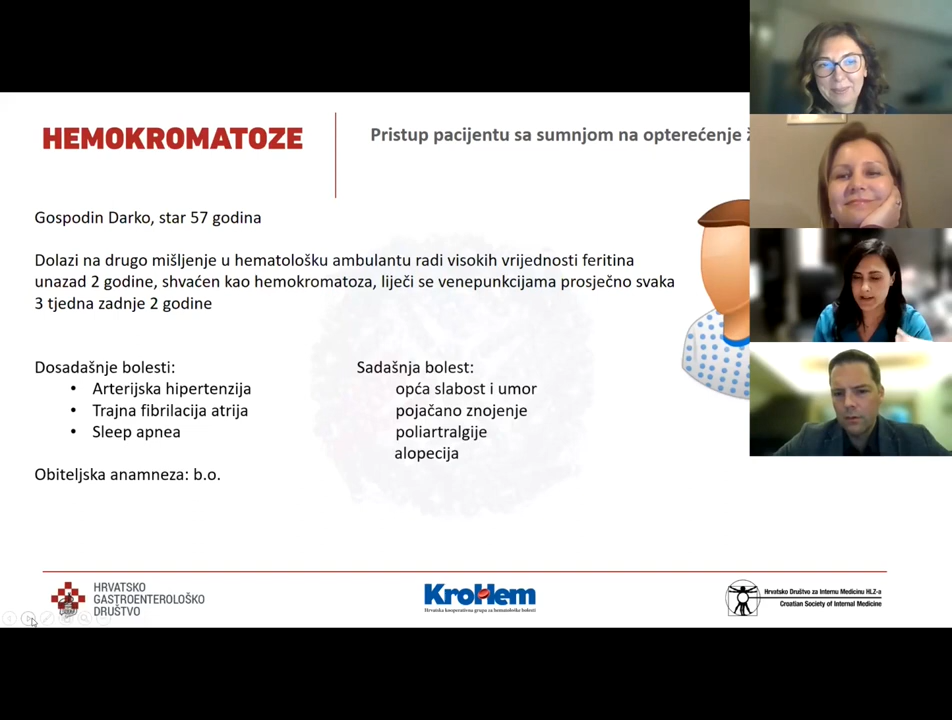 HEMOKROMATOZE
Pristup pacijentu sa sumnjom na opterećenje
Gospodin Darko, star 57 godina
Dolazi na drugo mišljenje u hematološku ambulantu radi visokih vrijednosti feritina
unazad 2 godine, shvaćen kao hemokromatoza, liječi se venepunkcijama prosječno svaka
3 tjedna zadnje 2 godine
Dosadašnje bolesti:
• Arterijska hipertenzija
• Trajna fibrilacija atrija
• Sleep apnea
Obiteljska anamneza: b.o.
Sadašnja bolest:
opća slabost i umor
pojačano znojenje
poliartralgije
alopecija
HRVATSKO
GASTROENTEROLOŠKO
DRUŠTVO
KroHem
Hrvatska kooperativna grupa za hematološke bolesti
Hrvatsko Društvo za Internu Medicinu HLZ-a
Croatian Society of Internal Medicine